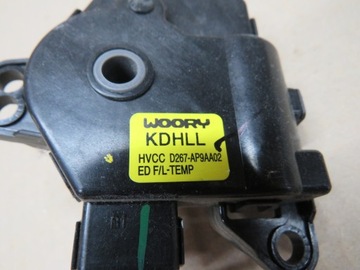 WOORY
KDHLL
HVCC D267-AP9AA02
ED F/L-TEMP